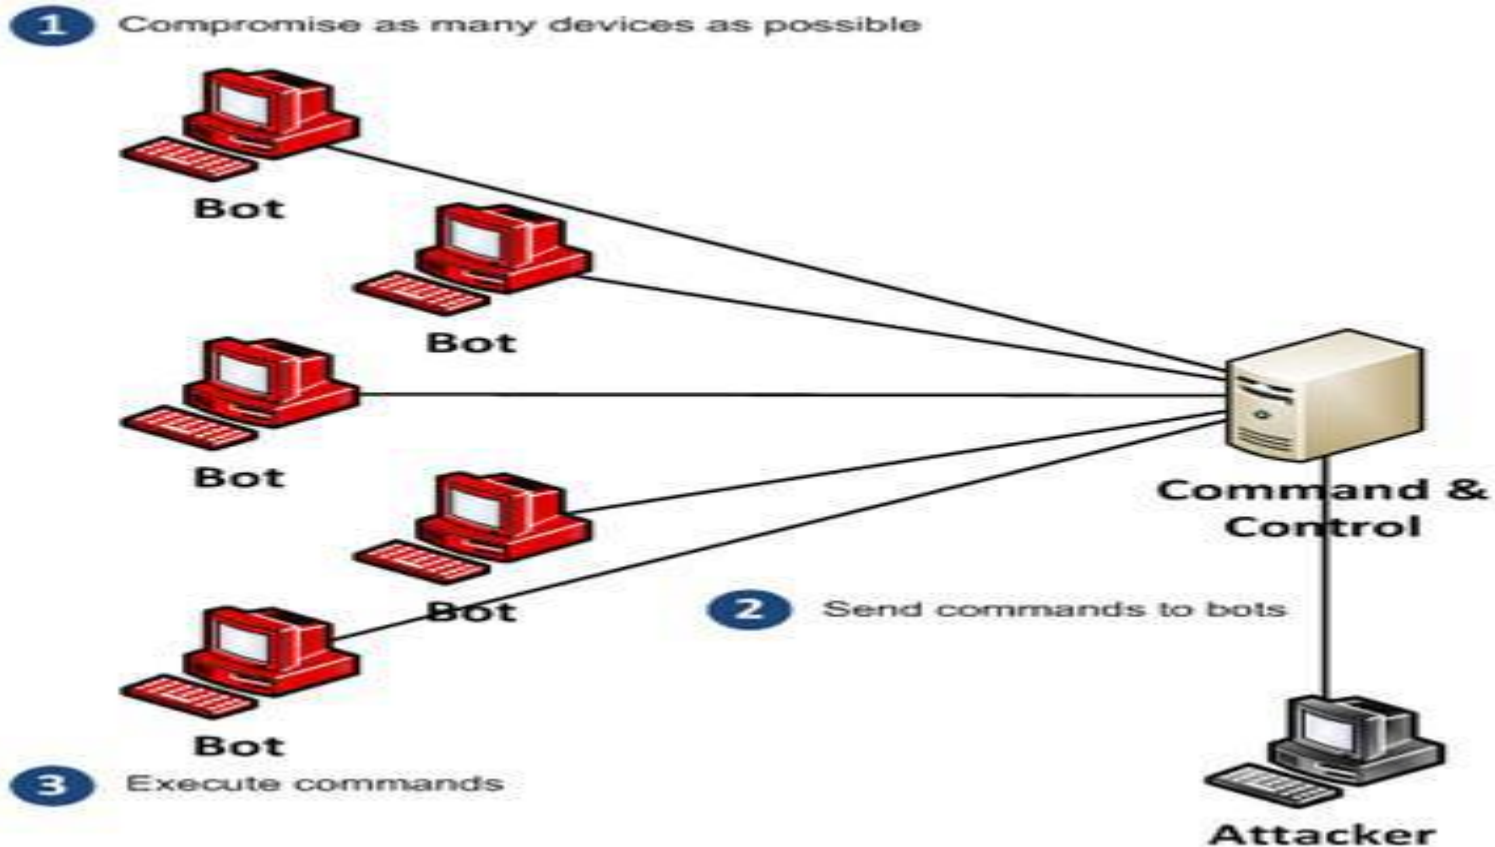 1 Compromise as many devices as possible
Bot
Bot
Bot
Command &
Control
Bot
2 Send commands to bots
Bot
3 Execute commands
Attacker